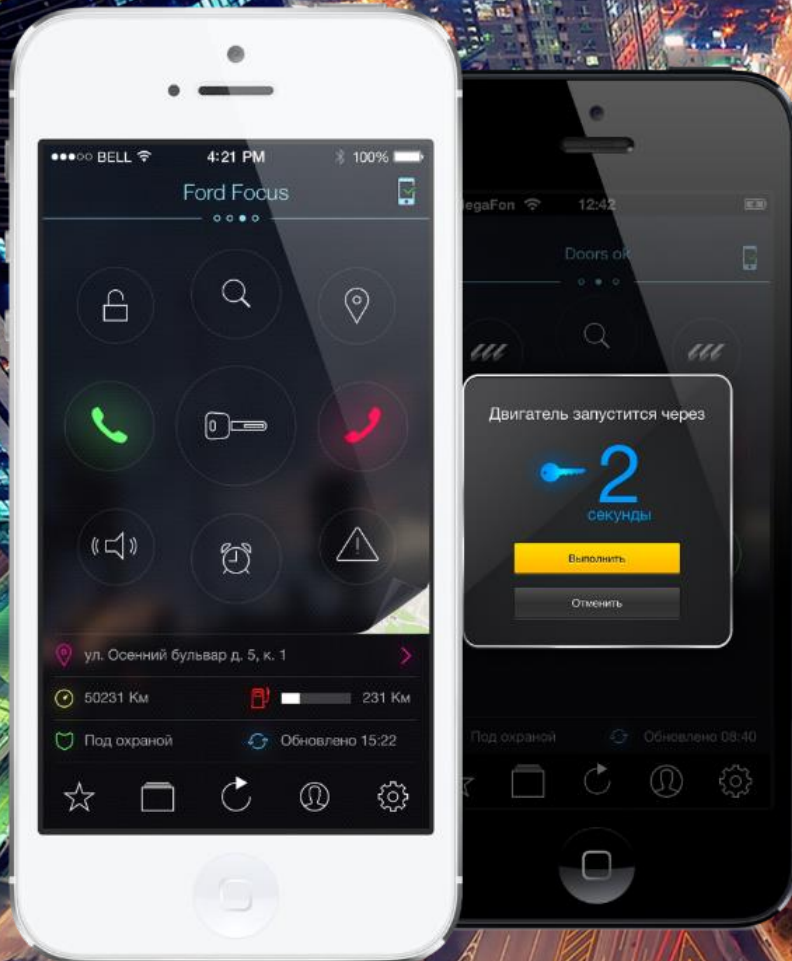 BELL
4:21 PM
100%
Ford Focus
ул. Осенний бульвар д. 5, к. 1
50231 Км
231 Км
Под охраной
Обновлено 15:22
egaFon
12:42
Doors ok
Двигатель запустится через
2
секунды
Выполнить
Отменить
Под охраной
Обновлено 08:40